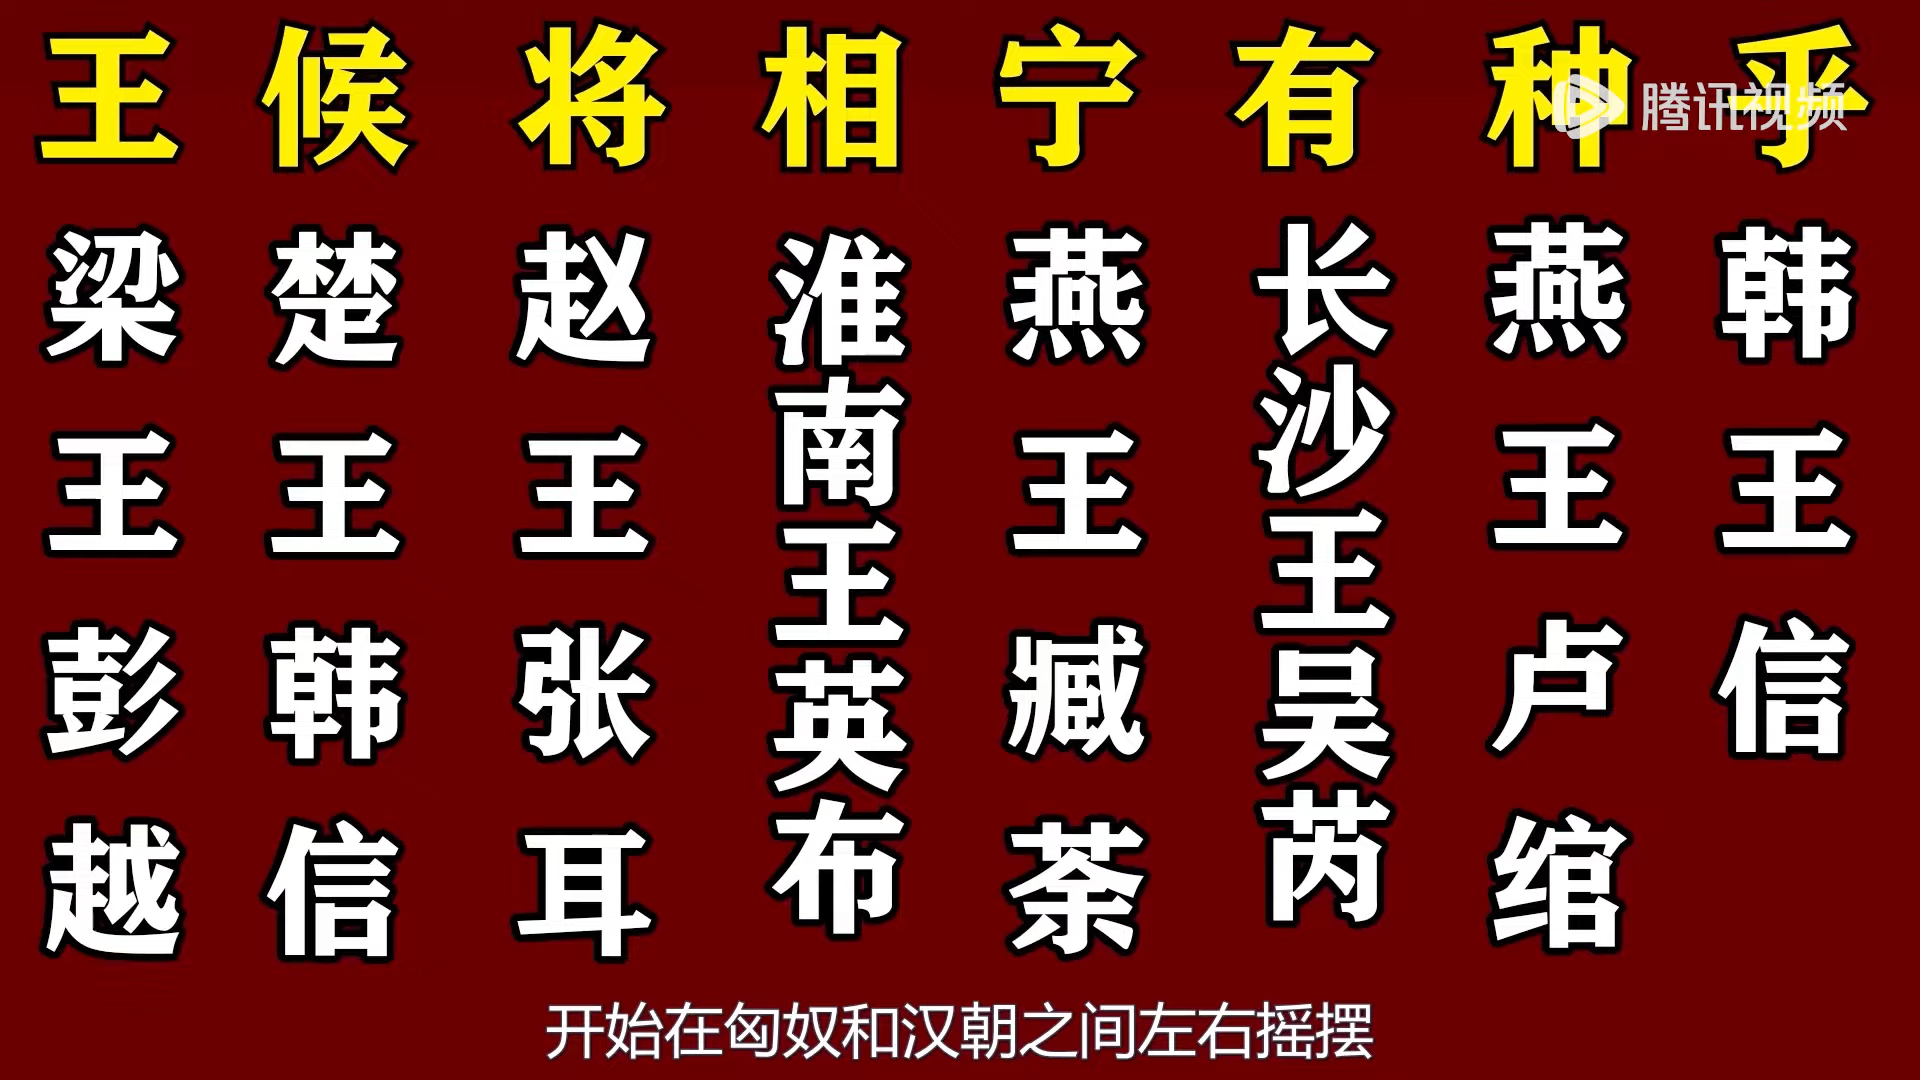 王候将相宁有种乎
腾讯视频
梁王彭越
楚王韩信
赵王张耳
淮南王英布
燕王臧荼
长沙王吴芮
燕王卢绾
韩王信
开始在匈奴和汉朝之间左右摇摆